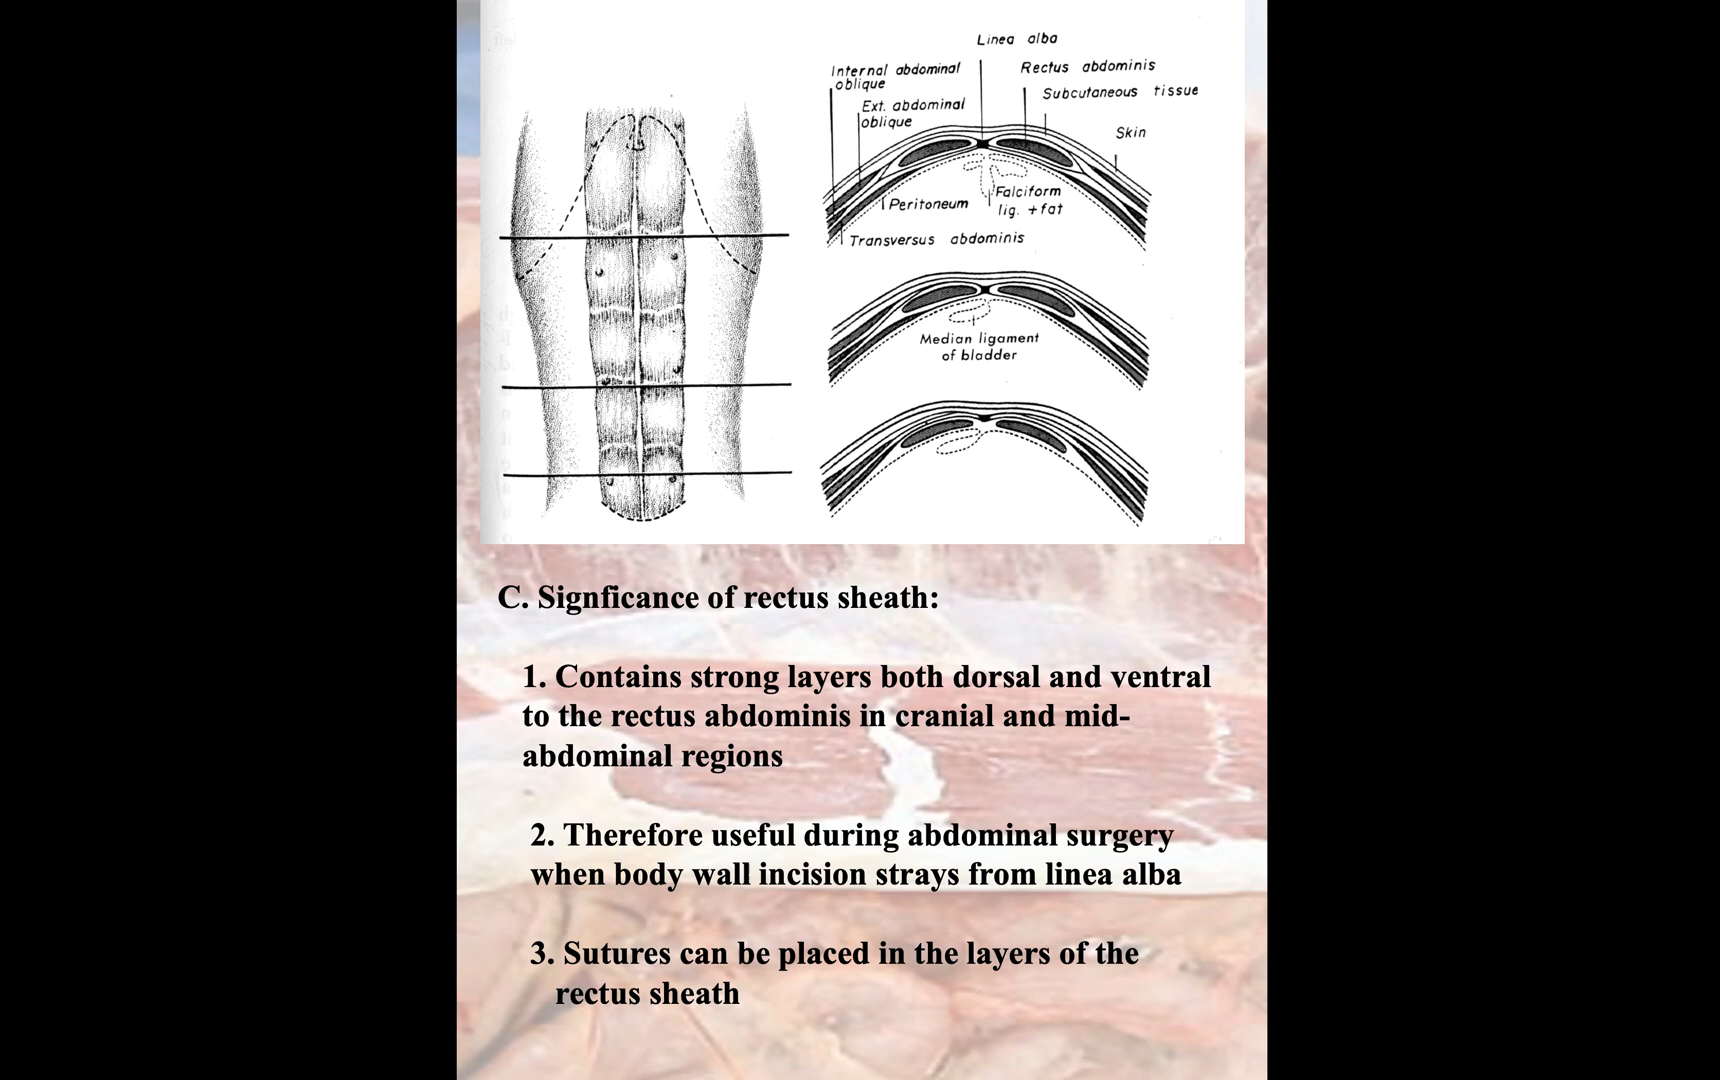 Linea alba
Internal abdominal
oblique
Rectus abdominis
Subcutaneous tissue
Ext. abdominal
oblique
Skin
Peritoneum
Falciform
lig. + fat
Transversus abdominis
Median ligament
of bladder
C. Signficance of rectus sheath:
1. Contains strong layers both dorsal and ventral
to the rectus abdominis in cranial and mid-
abdominal regions
2. Therefore useful during abdominal surgery
when body wall incision strays from linea alba
3. Sutures can be placed in the layers of the
rectus sheath